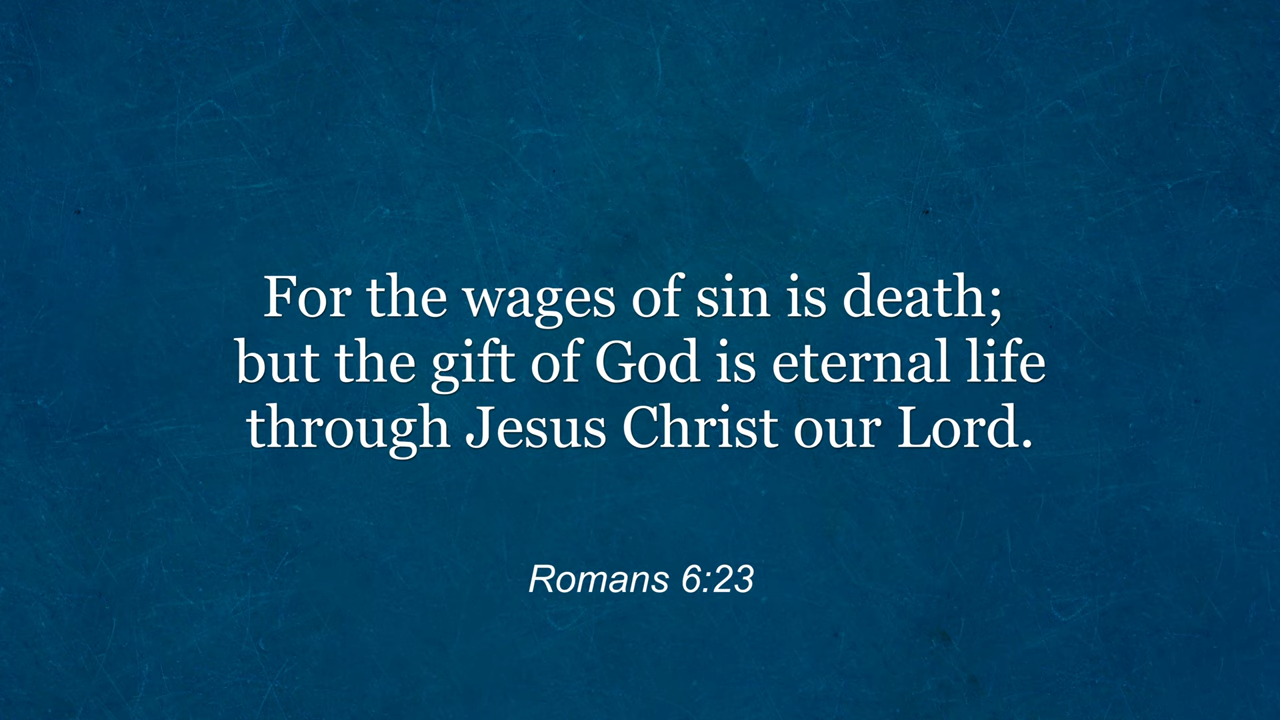 For the wages of sin is death;
but the gift of God is eternal life
through Jesus Christ our Lord.
Romans 6:23